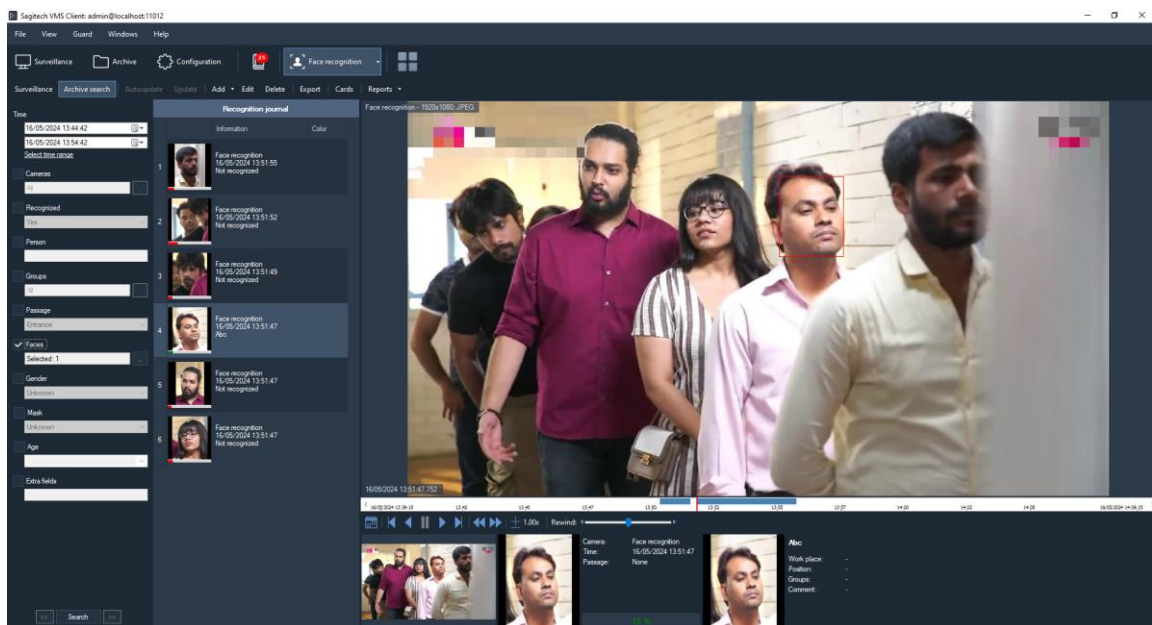 Sagitech VMS Client: admin@localhost:11012
File View Guard Windows Help
Surveillance Archive Configuration 39 Face recognition
Surveillance Archive search Autoupdate Update Add Edit Delete Export Cards Reports
Time
16/05/2024 13:44:42
16/05/2024 13:54:42
Select time range
Cameras
All
Recognized
Yes
Person
Groups
All
Passage
Entrance
Faces
Selected: 1
Gender
Unknown
Mask
Unknown
Age
Extra fields
Search
Recognition journal
Information Color
1
Face recognition
16/05/2024 13:51:55
Not recognized
2
Face recognition
16/05/2024 13:51:52
Not recognized
3
Face recognition
16/05/2024 13:51:49
Not recognized
4
Face recognition
16/05/2024 13:51:47
Abc
5
Face recognition
16/05/2024 13:51:47
Not recognized
6
Face recognition
16/05/2024 13:51:47
Not recognized
Face recognition - 1920x1080; JPEG
16/05/2024 13:51:47.752
1.00x Rewind:
Camera: Face recognition
Time: 16/05/2024 13:51:47
Passage: None
Abc
Work place: -
Position: -
Groups: -
Comment: -